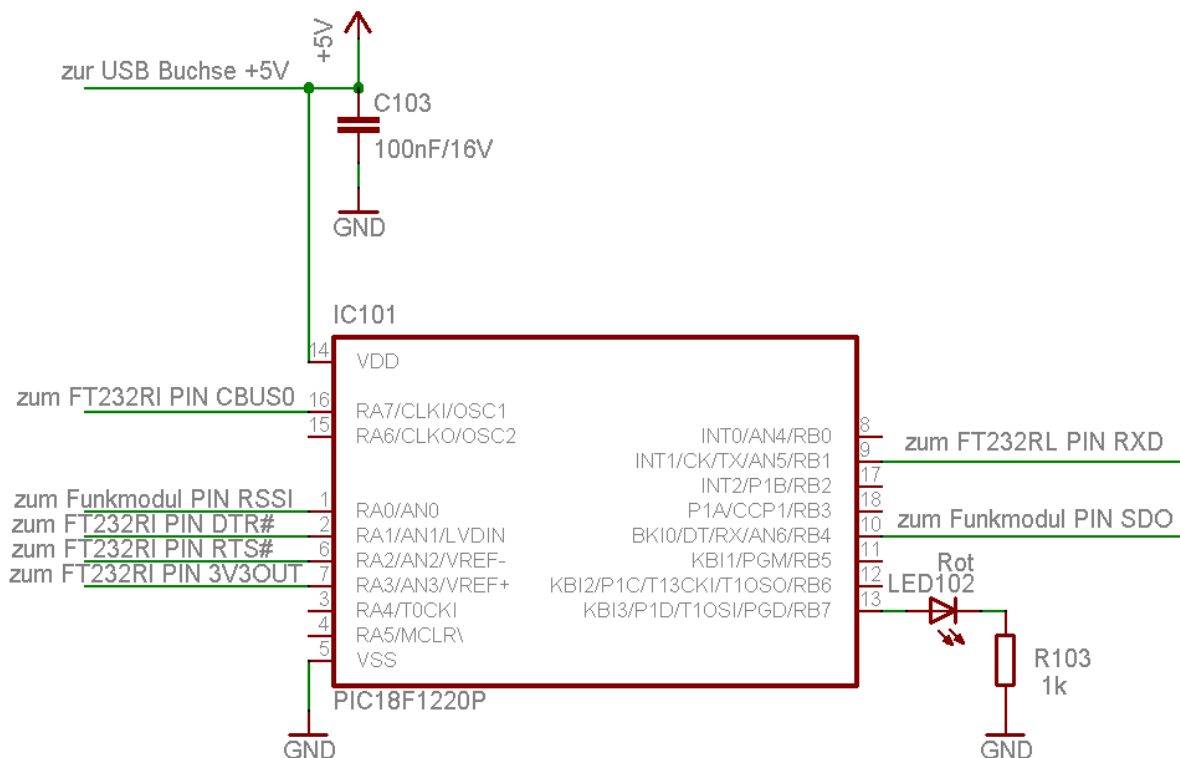 +5V
zur USB Buchse +5V
C103
100nF/16V
GND
IC101
14
VDD
zum FT232RI PIN CBUS0
16
RA7/CLKI/OSC1
15
RA6/CLKO/OSC2
INT0/AN4/RB0
8
zum FT232RL PIN RXD
INT1/CK/TX/AN5/RB1
9
INT2/P1B/RB2
17
zum Funkmodul PIN RSSI
1
RA0/AN0
P1A/CCP1/RB3
18
zum FT232RI PIN DTR#
2
RA1/AN1/LVDIN
BKI0/DT/RX/AN6/RB4
10
zum Funkmodul PIN SDO
zum FT232RI PIN RTS#
6
RA2/AN2/VREF-
KBI1/PGM/RB5
11
Rot
zum FT232RI PIN 3V3OUT
7
RA3/AN3/VREF+
KBI2/P1C/T13CKI/T1OSO/RB6
12
LED102
3
RA4/T0CKI
KBI3/P1D/T1OSI/PGD/RB7
13
4
RA5/MCLR\
5
VSS
R103
1k
PIC18F1220P
GND
GND